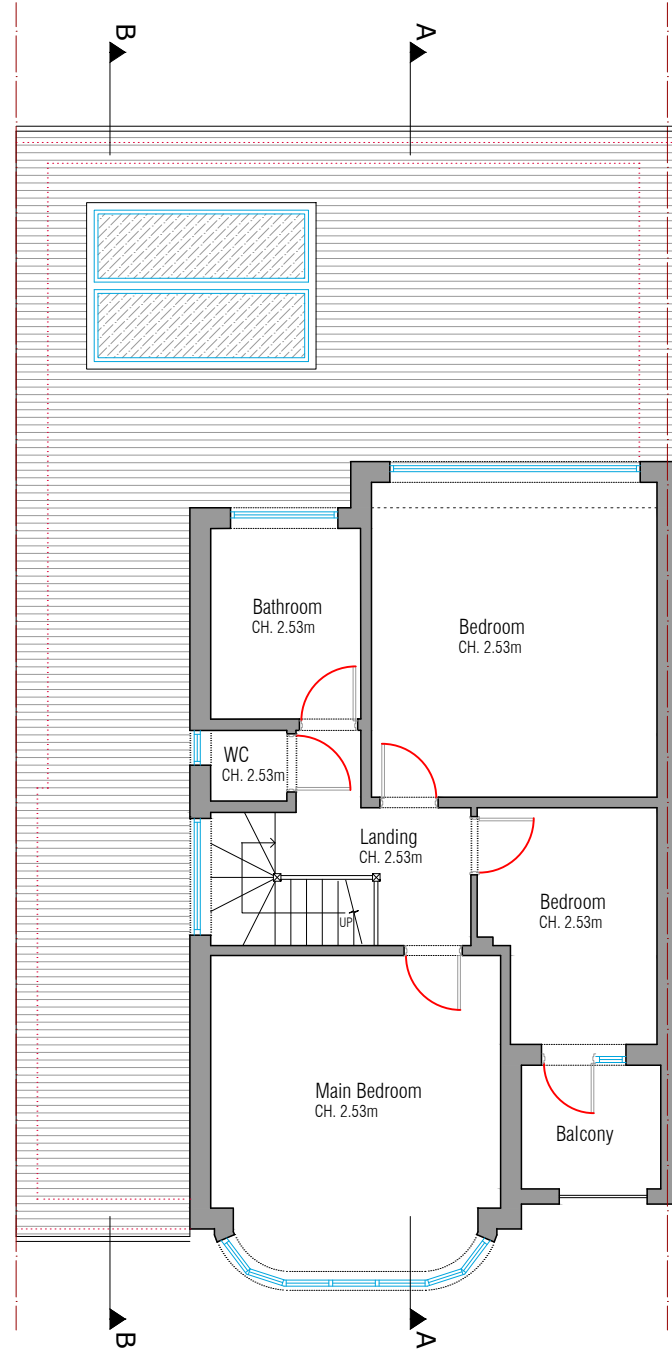 B
A
Bathroom
CH. 2.53m
Bedroom
CH. 2.53m
WC
CH. 2.53m
Landing
CH. 2.53m
UP
Bedroom
CH. 2.53m
Main Bedroom
CH. 2.53m
Balcony
B
A